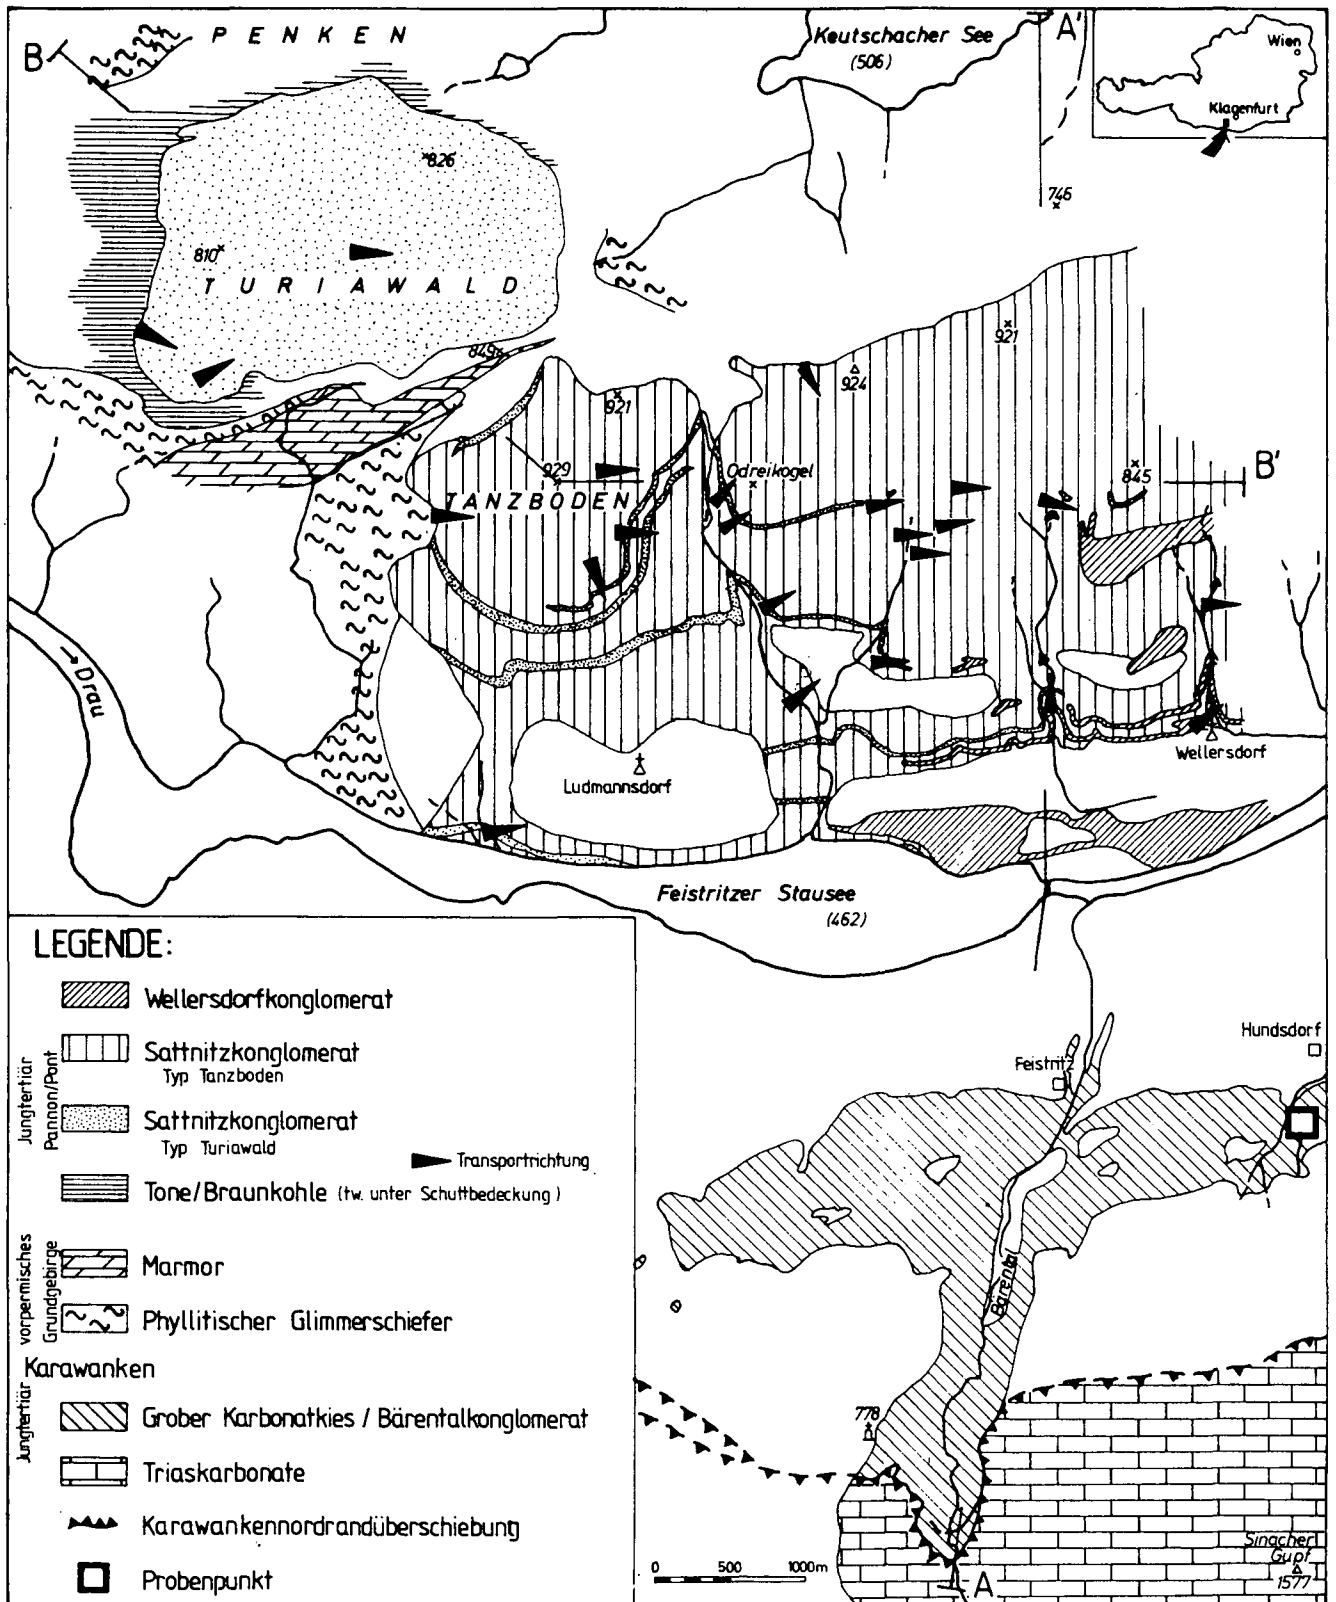 B
PENKEN
Keutschacher See
(506)
A'
Wien
Klagenfurt
826
746
810
TURIAWALD
849
921
921
924
929
Odreikogel
845
B'
TANZBODEN
→Drau
Ludmannsdorf
Wellersdorf
Feistritzer Stausee
(462)
LEGENDE:
Wellersdorfkonglomerat
Jungtertiär
Pannon/Pont
Sattnitzkonglomerat
Typ Tanzboden
Sattnitzkonglomerat
Typ Turiawald
Transportrichtung
Tone/Braunkohle (tw. unter Schuttbedeckung)
vorpermisches
Grundgebirge
Marmor
Phyllitischer Glimmerschiefer
Karawanken
Jungtertiär
Grober Karbonatkies / Bärentalkonglomerat
Triaskarbonate
Karawankennordrandüberschiebung
Probenpunkt
Hundsdorf
Feistritz
Bärental
778
Sinacher
Gupf
1577
0 500 1000m
A